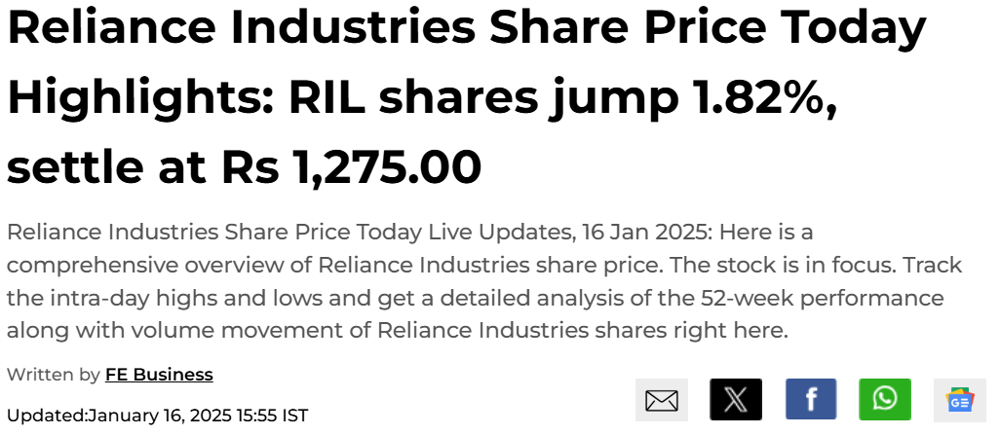 Reliance Industries Share Price Today
Highlights: RIL shares jump 1.82%,
settle at Rs 1,275.00
Reliance Industries Share Price Today Live Updates, 16 Jan 2025: Here is a
comprehensive overview of Reliance Industries share price. The stock is in focus. Track
the intra-day highs and lows and get a detailed analysis of the 52-week performance
along with volume movement of Reliance Industries shares right here.
Written by FE Business
Updated:January 16, 2025 15:55 IST